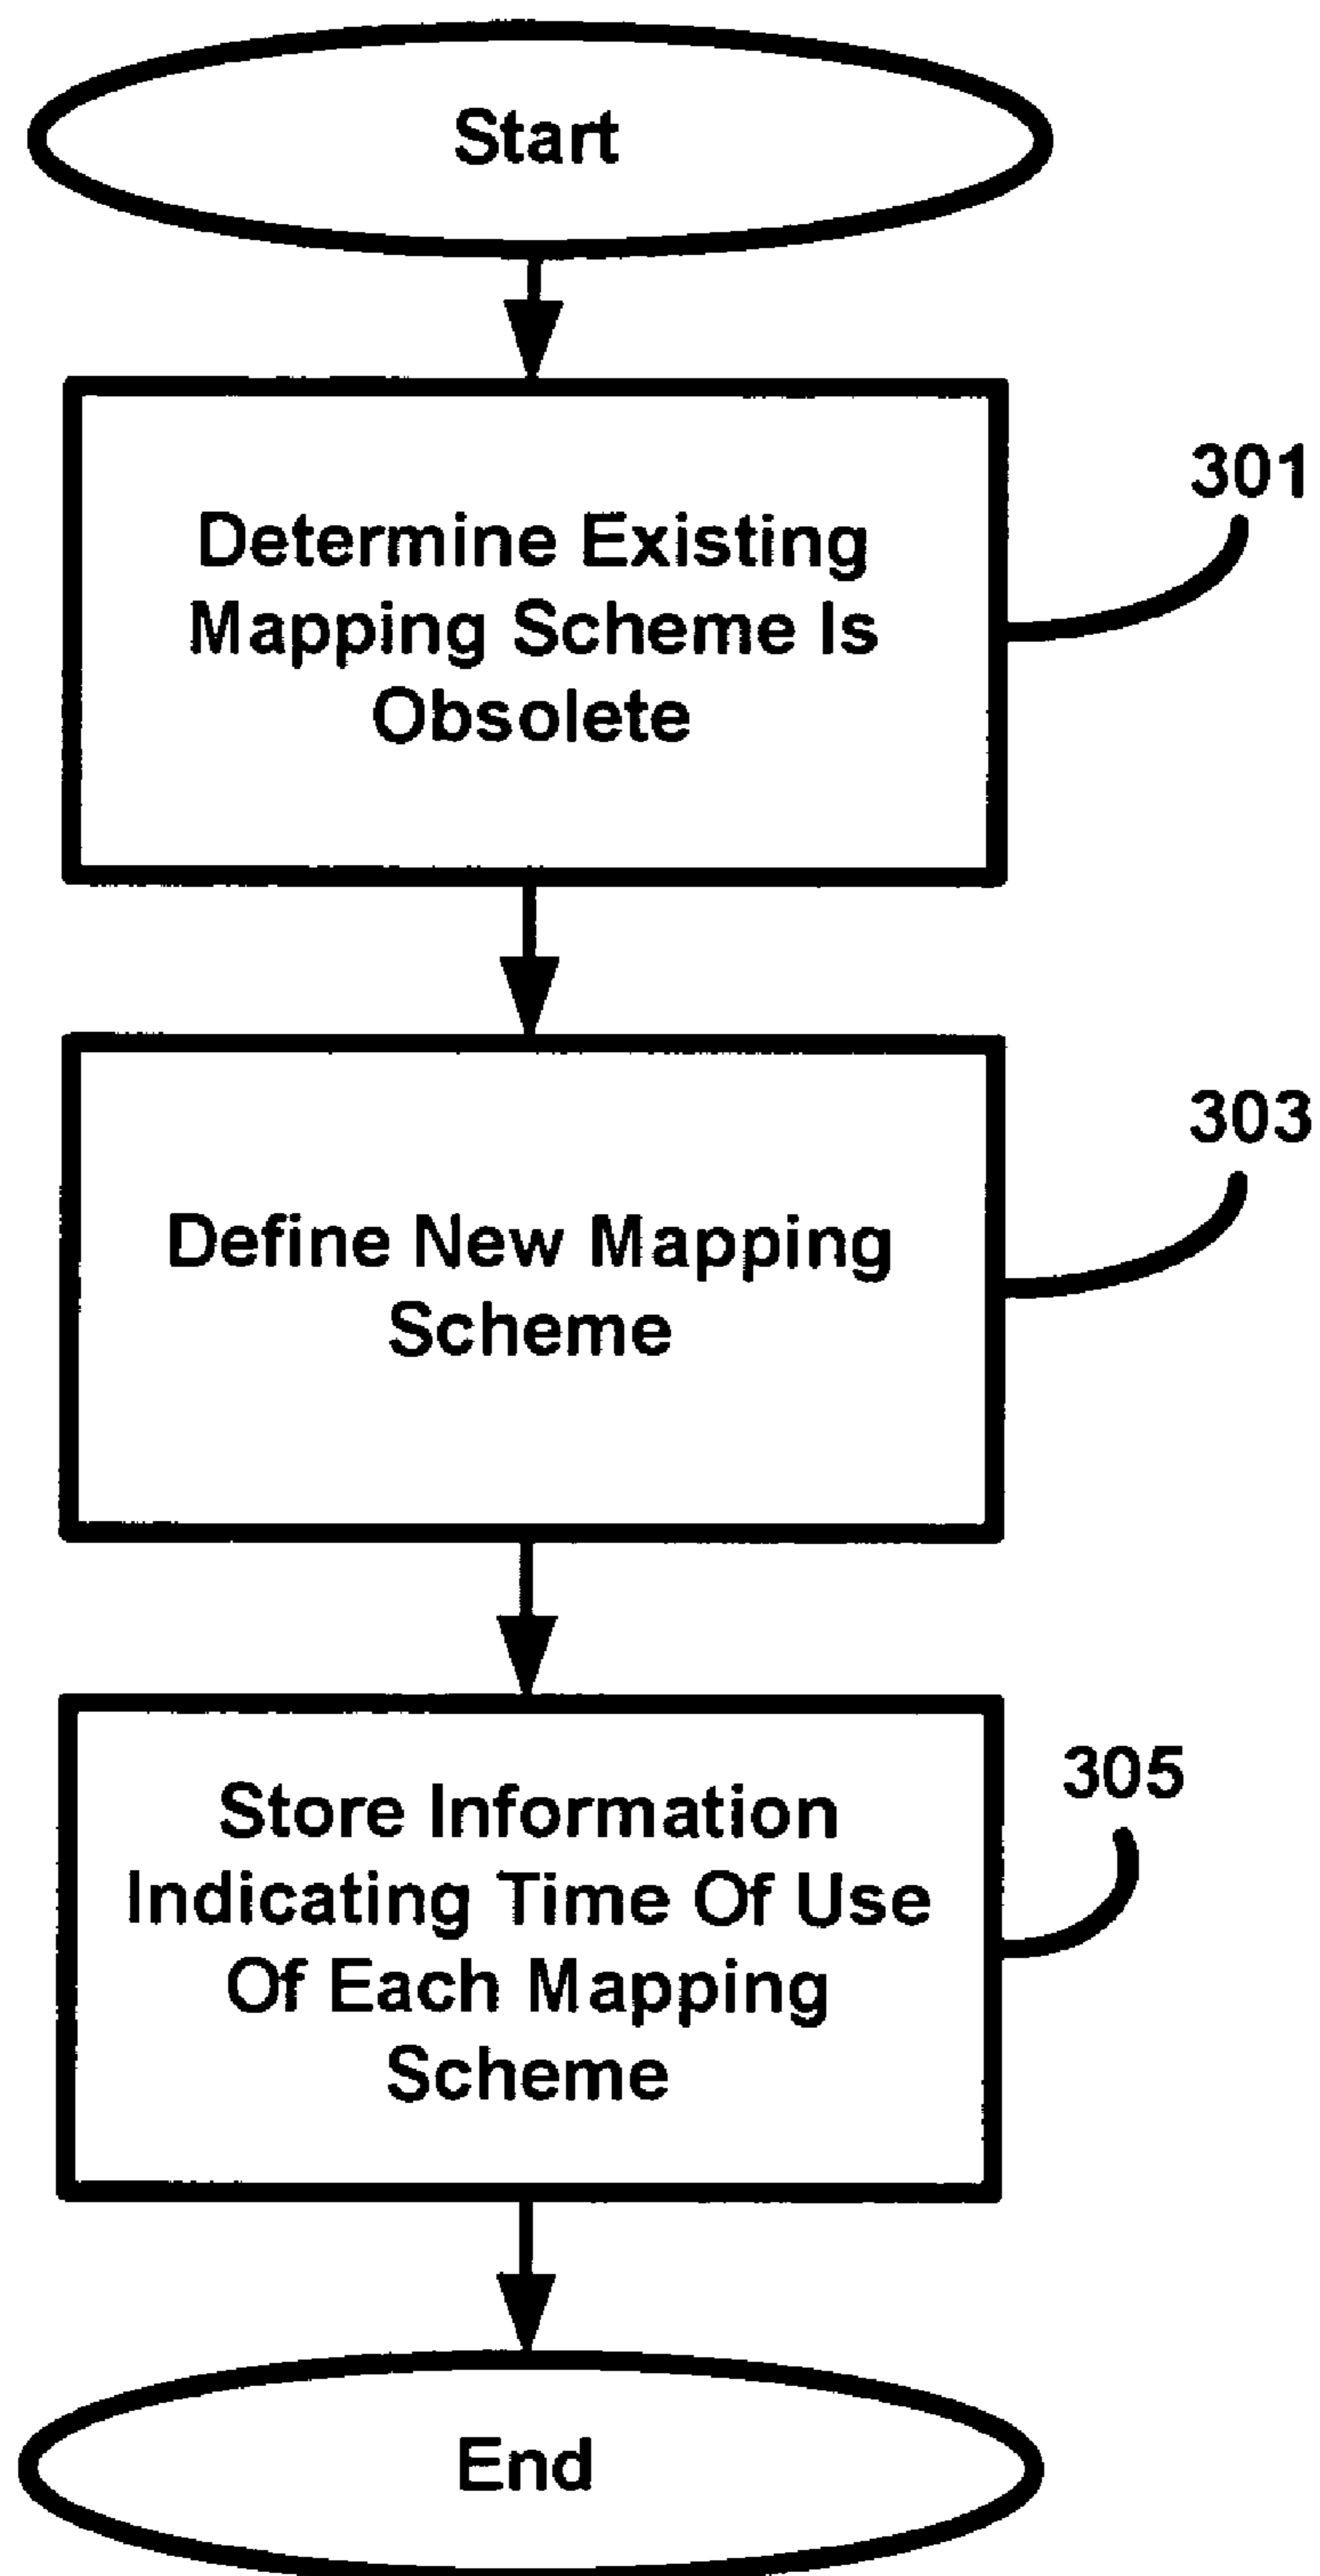 Start
301
Determine Existing
Mapping Scheme Is
Obsolete
303
Define New Mapping
Scheme
305
Store Information
Indicating Time Of Use
Of Each Mapping
Scheme
End